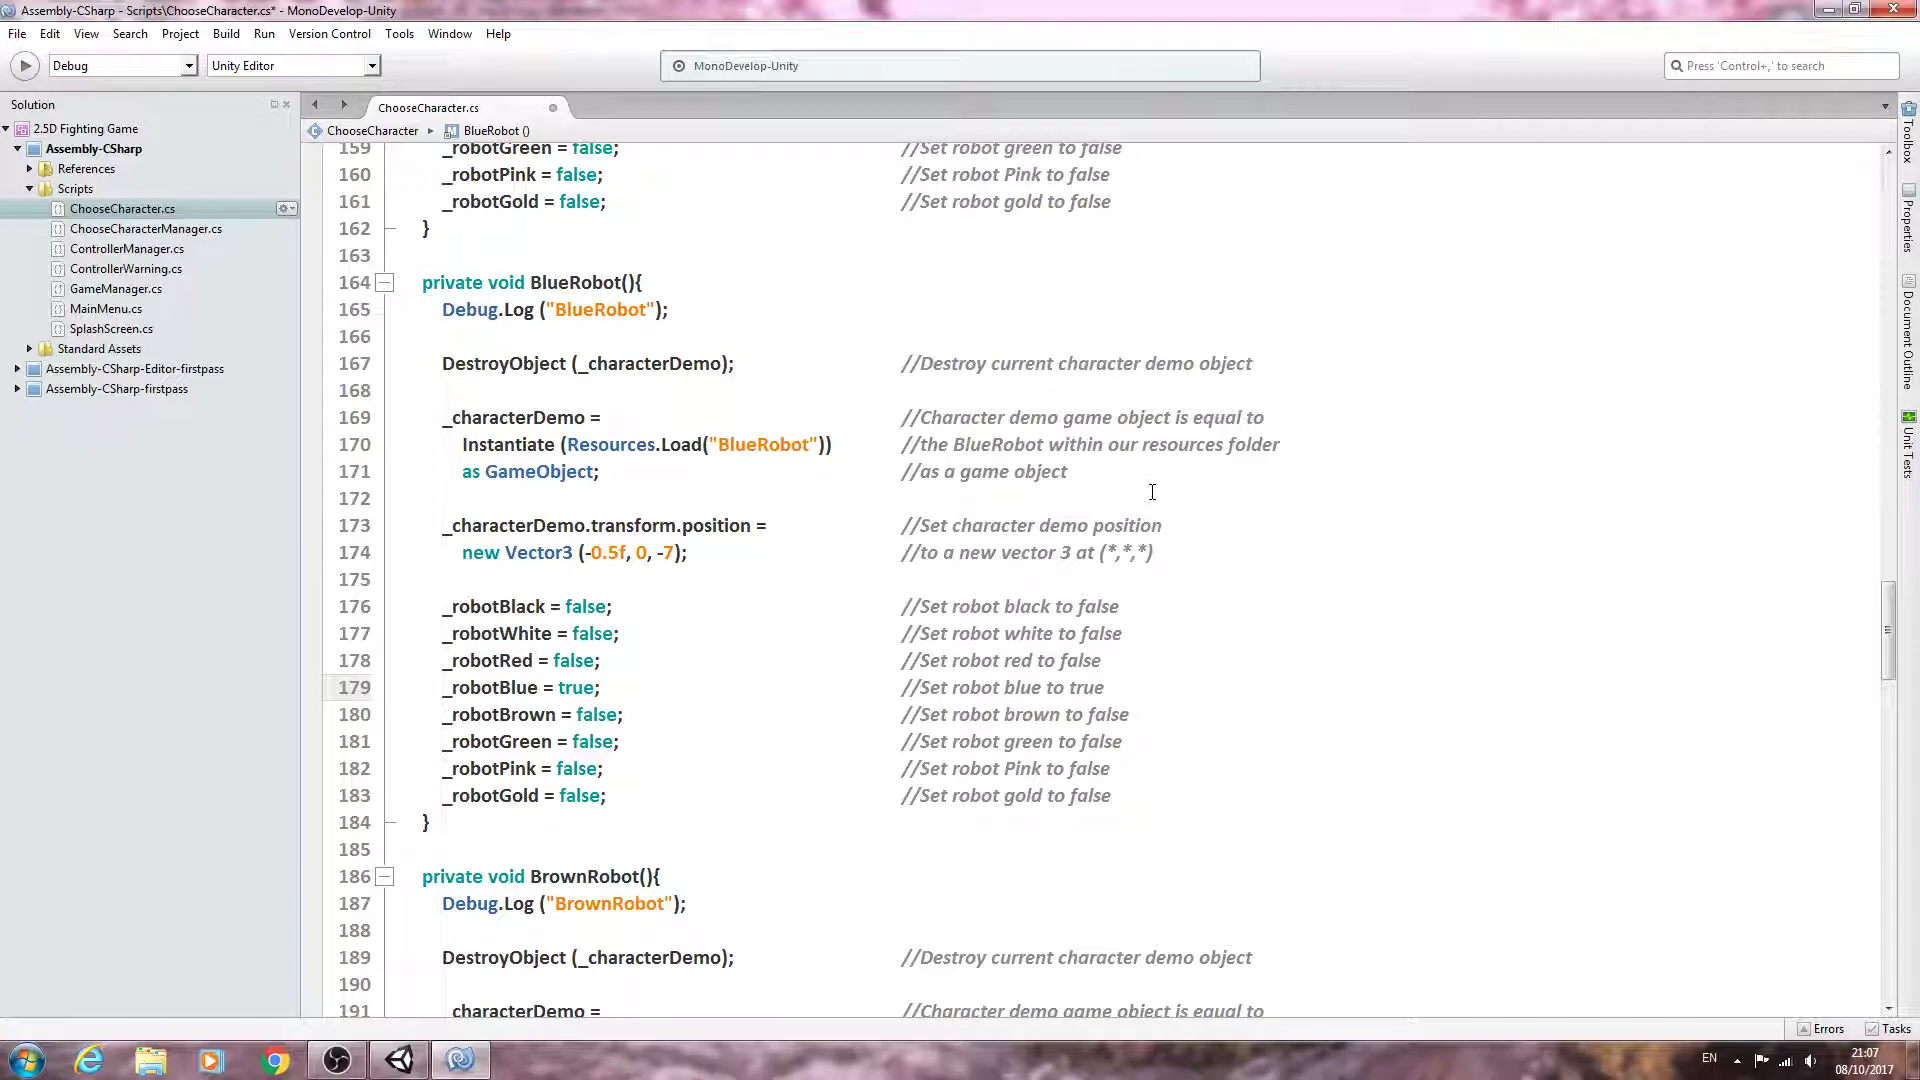 Assembly-CSharp - Scripts\ChooseCharacter.cs* - MonoDevelop-Unity
File Edit View Search Project Build Run Version Control Tools Window Help
Debug Unity Editor MonoDevelop-Unity Press 'Control+,' to search
Solution
2.5D Fighting Game
Assembly-CSharp
References
Scripts
ChooseCharacter.cs
ChooseCharacterManager.cs
ControllerManager.cs
ControllerWarning.cs
GameManager.cs
MainMenu.cs
SplashScreen.cs
Standard Assets
Assembly-CSharp-Editor-firstpass
Assembly-CSharp-firstpass
ChooseCharacter.cs
ChooseCharacter BlueRobot ()
159 _robotGreen = false; //Set robot green to false
160 _robotPink = false; //Set robot Pink to false
161 _robotGold = false; //Set robot gold to false
162 }
163
164 private void BlueRobot(){
165 Debug.Log ("BlueRobot");
166
167 DestroyObject (_characterDemo); //Destroy current character demo object
168
169 _characterDemo = //Character demo game object is equal to
170 Instantiate (Resources.Load("BlueRobot")) //the BlueRobot within our resources folder
171 as GameObject; //as a game object
172
173 _characterDemo.transform.position = //Set character demo position
174 new Vector3 (-0.5f, 0, -7); //to a new vector 3 at (*,*,*)
175
176 _robotBlack = false; //Set robot black to false
177 _robotWhite = false; //Set robot white to false
178 _robotRed = false; //Set robot red to false
179 _robotBlue = true; //Set robot blue to true
180 _robotBrown = false; //Set robot brown to false
181 _robotGreen = false; //Set robot green to false
182 _robotPink = false; //Set robot Pink to false
183 _robotGold = false; //Set robot gold to false
184 }
185
186 private void BrownRobot(){
187 Debug.Log ("BrownRobot");
188
189 DestroyObject (_characterDemo); //Destroy current character demo object
190
191 _characterDemo = //Character demo game object is equal to
Toolbox
Properties
Document Outline
Unit Tests
Errors Tasks
EN 21:07
08/10/2017